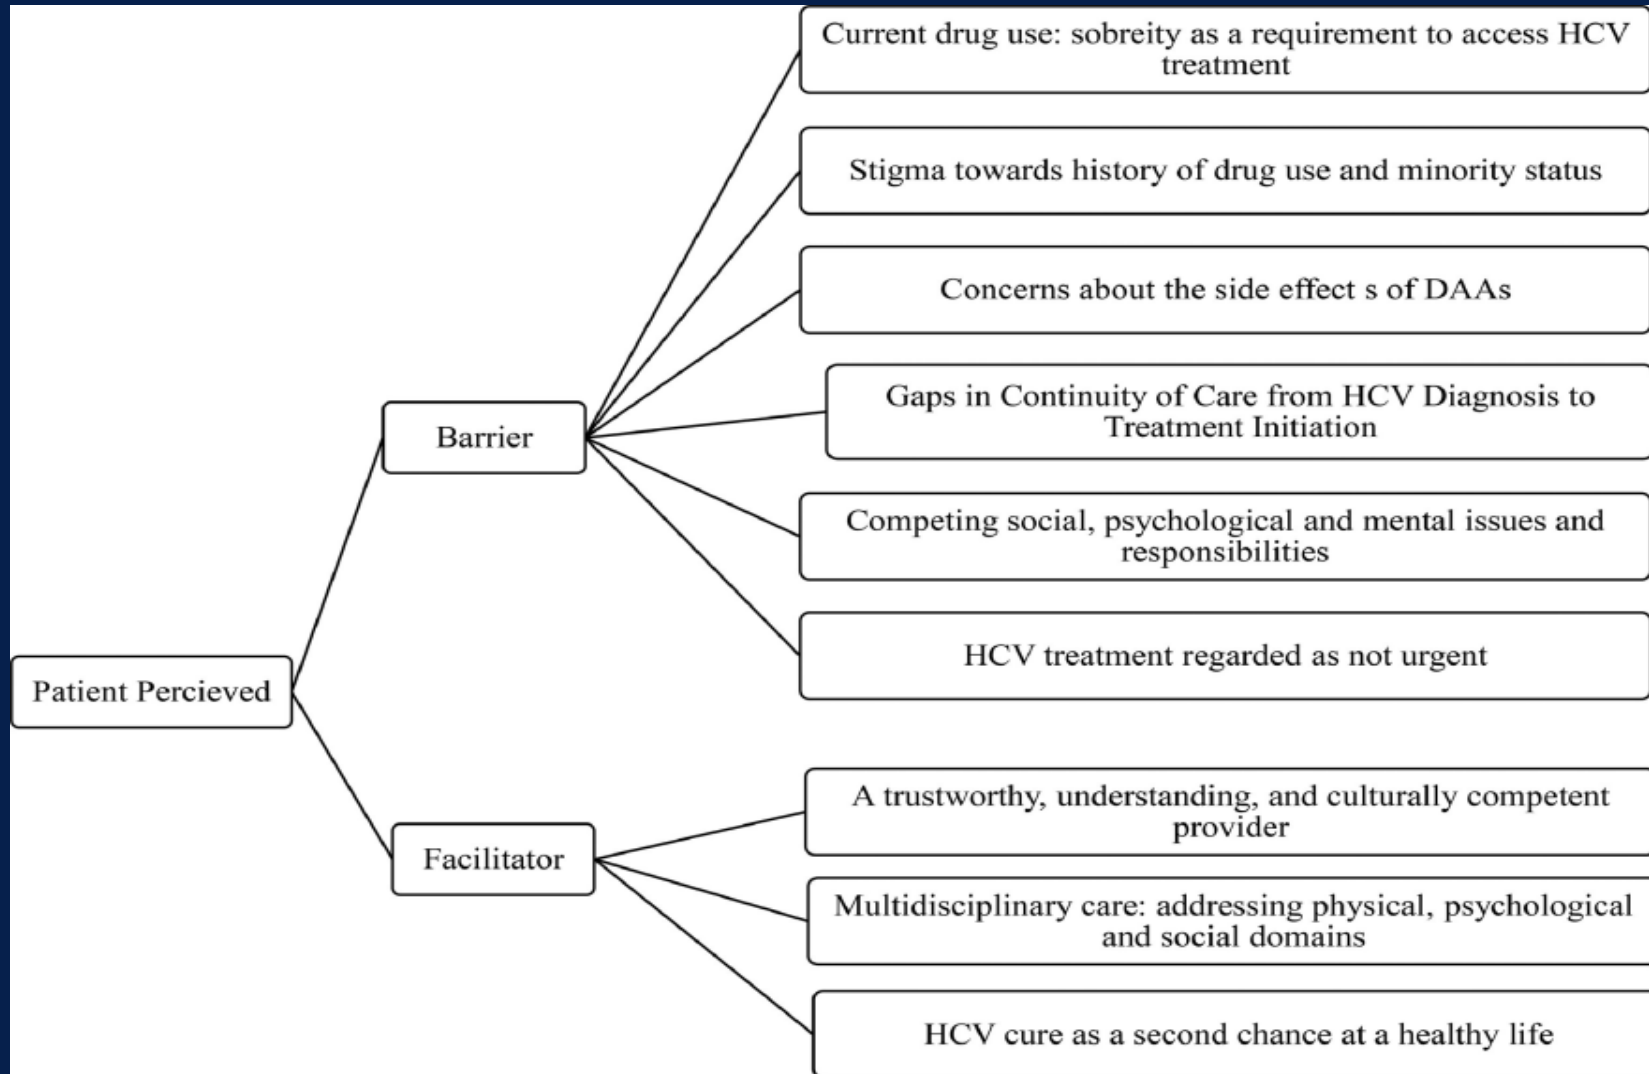 Current drug use: sobreity as a requirement to access HCV
treatment
Stigma towards history of drug use and minority status
Concerns about the side effect s of DAAs
Gaps in Continuity of Care from HCV Diagnosis to
Treatment Initiation
Barrier
Competing social, psychological and mental issues and
responsibilities
HCV treatment regarded as not urgent
Patient Percieved
A trustworthy, understanding, and culturally competent
provider
Facilitator
Multidisciplinary care: addressing physical, psychological
and social domains
HCV cure as a second chance at a healthy life